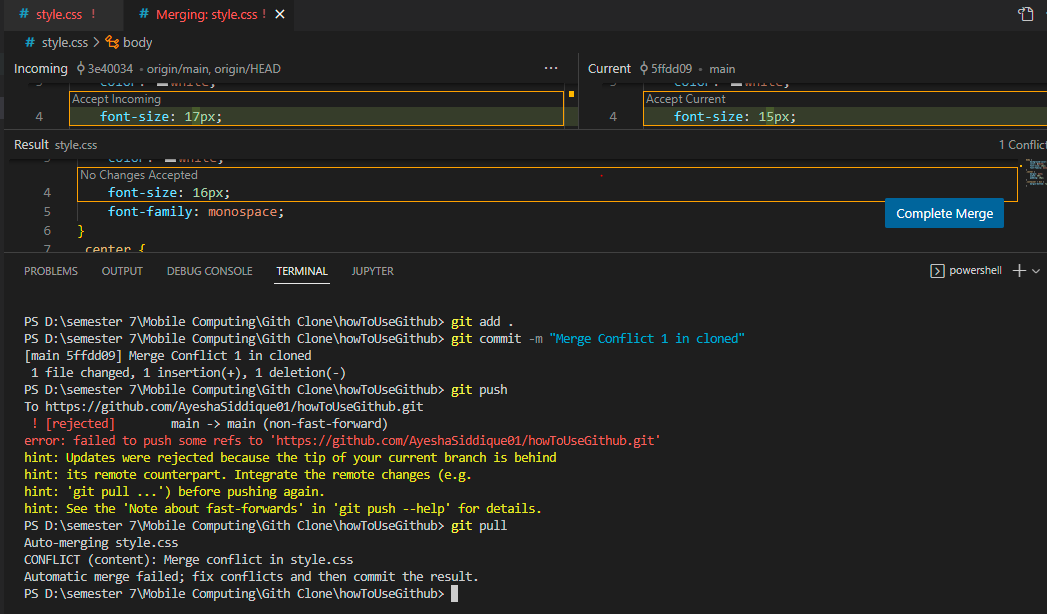 # style.css !
# Merging: style.css ! ×
# style.css > body
Incoming 3e40034 • origin/main, origin/HEAD ...
Current 5ffdd09 • main
color: white;
color: white;
Accept Incoming
Accept Current
4 font-size: 17px;
4 font-size: 15px;
Result style.css
1 Conflict
color: white;
No Changes Accepted
4 font-size: 16px;
5 font-family: monospace;
6 }
Complete Merge
7 .center {
PROBLEMS OUTPUT DEBUG CONSOLE TERMINAL JUPYTER
powershell
PS D:\semester 7\Mobile Computing\Gith Clone\howToUseGithub> git add .
PS D:\semester 7\Mobile Computing\Gith Clone\howToUseGithub> git commit -m "Merge Conflict 1 in cloned"
[main 5ffdd09] Merge Conflict 1 in cloned
1 file changed, 1 insertion(+), 1 deletion(-)
PS D:\semester 7\Mobile Computing\Gith Clone\howToUseGithub> git push
To https://github.com/AyeshaSiddique01/howToUseGithub.git
! [rejected] main -> main (non-fast-forward)
error: failed to push some refs to 'https://github.com/AyeshaSiddique01/howToUseGithub.git'
hint: Updates were rejected because the tip of your current branch is behind
hint: its remote counterpart. Integrate the remote changes (e.g.
hint: 'git pull ...') before pushing again.
hint: See the 'Note about fast-forwards' in 'git push --help' for details.
PS D:\semester 7\Mobile Computing\Gith Clone\howToUseGithub> git pull
Auto-merging style.css
CONFLICT (content): Merge conflict in style.css
Automatic merge failed; fix conflicts and then commit the result.
PS D:\semester 7\Mobile Computing\Gith Clone\howToUseGithub>